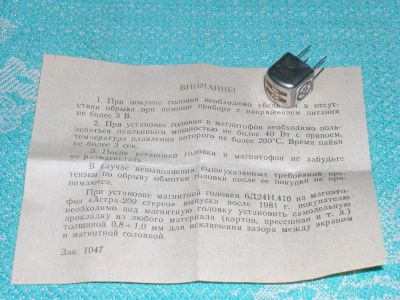 ВНИМАНИЕ!
1. При покупке головки необходимо убедиться в отсут-
ствии обрыва при помощи прибора с напряжением питания
не более 3 В.
2. При установке головки в магнитофон необходимо поль-
зоваться паяльником мощностью не более 40 Вт с припоем,
температура плавления которого не более 200°С. Время пайки
не более 3 сек.
3. После установки головки в магнитофон не забудьте
ее размагнитить.
В случае невыполнения вышеуказанных требований пре-
тензии по обрыву обмотки головки после ее покупки не при-
нимаются.
При установке магнитной головки 6Д24Н.410 на магнито-
фон «Астра-209 стерео» выпуска после 1981 г. покупателю
необходимо под магнитную головку установить самодельную
прокладку из любого материала (картон, прессшпан и т. д.)
толщиной 0,8÷1,0 мм для исключения зазора между экраном
и магнитной головкой.
Зак. 1047